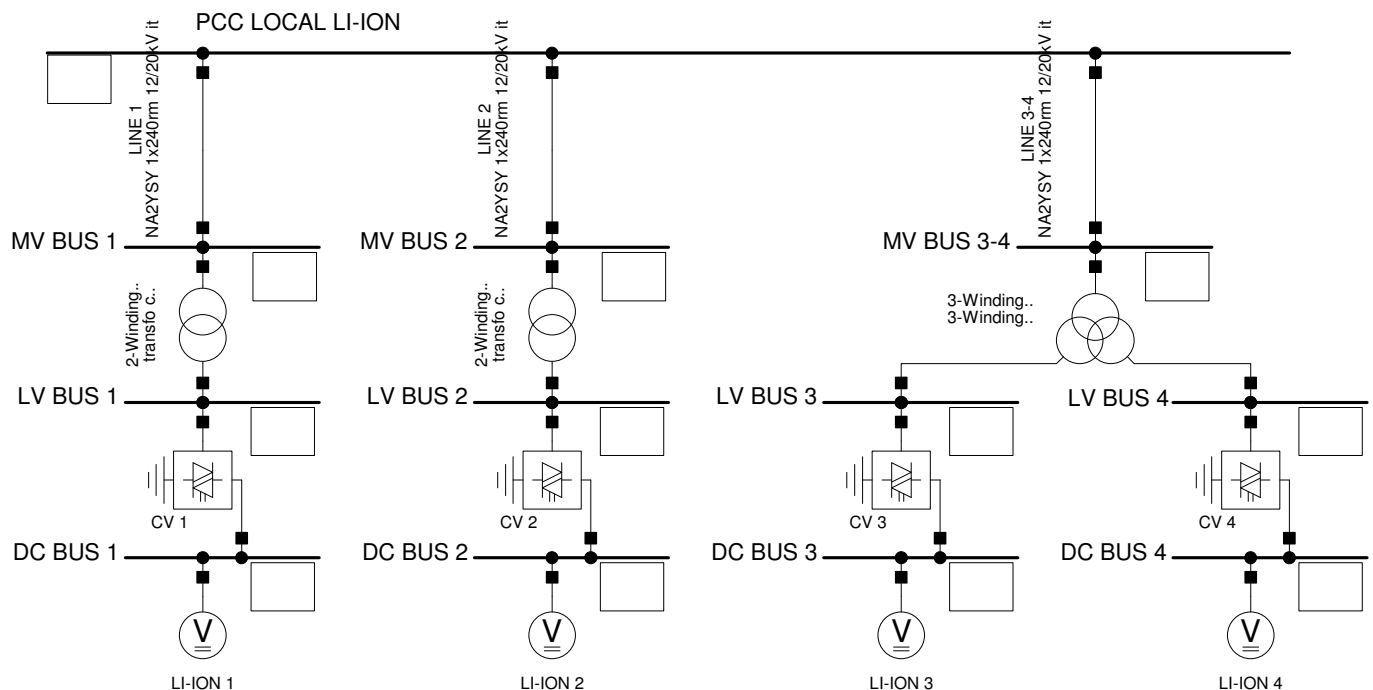 PCC LOCAL LI-ION
LINE 1
NA2YSY 1x240rm 12/20kV it
LINE 2
NA2YSY 1x240rm 12/20kV it
LINE 3-4
NA2YSY 1x240rm 12/20kV it
MV BUS 1
MV BUS 2
MV BUS 3-4
2-Winding..
transfo c..
2-Winding..
transfo c..
3-Winding..
3-Winding..
LV BUS 1
LV BUS 2
LV BUS 3
LV BUS 4
CV 1
CV 2
CV 3
CV 4
DC BUS 1
DC BUS 2
DC BUS 3
DC BUS 4
V
V
V
V
LI-ION 1
LI-ION 2
LI-ION 3
LI-ION 4